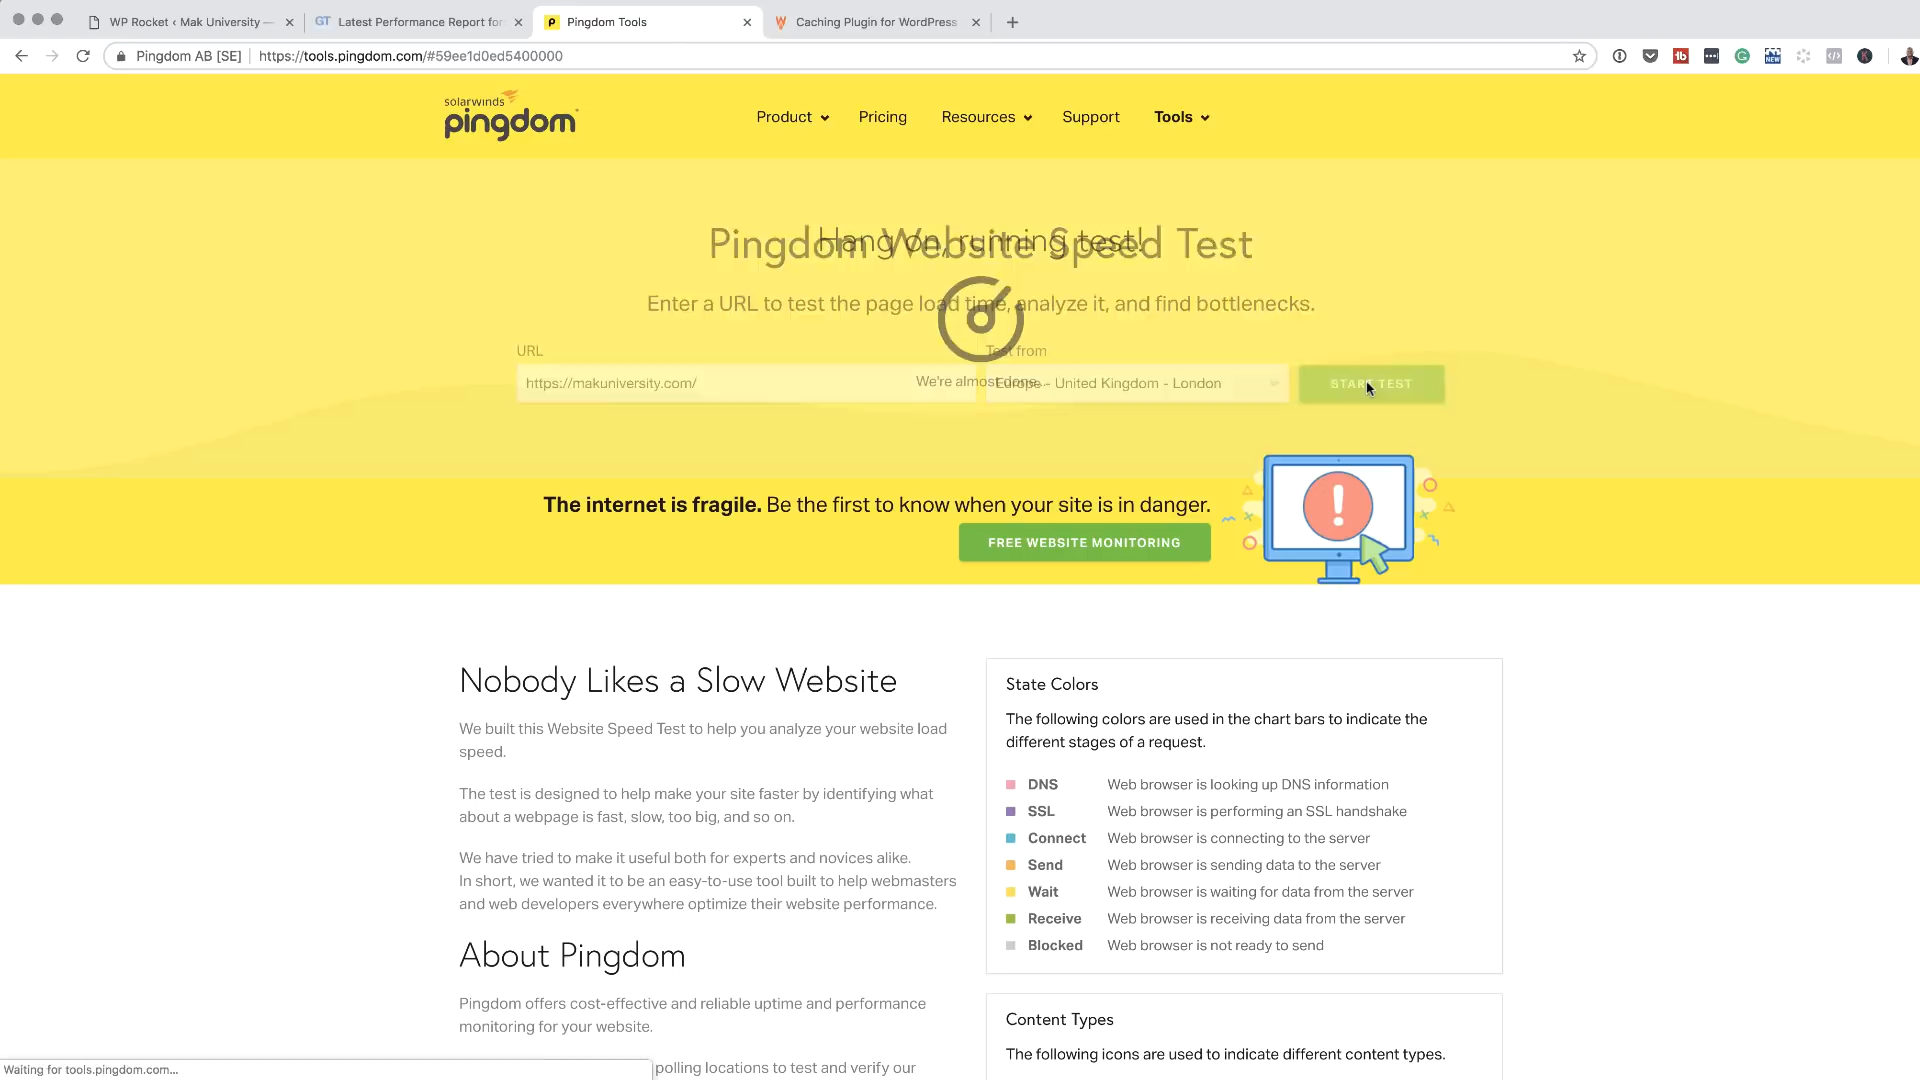 WP Rocket ‹ Mak University —
GT Latest Performance Report for
Pingdom Tools
Caching Plugin for WordPress
Pingdom AB [SE] https://tools.pingdom.com/#59ee1d0ed5400000
solarwinds
pingdom
Product
Pricing
Resources
Support
Tools
Pingdom Website Speed Test
Hang on, running test!
Enter a URL to test the page load time, analyze it, and find bottlenecks.
URL
Test from
https://makuniversity.com/
We're almost done...
Europe - United Kingdom - London
START TEST
The internet is fragile. Be the first to know when your site is in danger.
FREE WEBSITE MONITORING
Nobody Likes a Slow Website
We built this Website Speed Test to help you analyze your website load
speed.
The test is designed to help make your site faster by identifying what
about a webpage is fast, slow, too big, and so on.
We have tried to make it useful both for experts and novices alike.
In short, we wanted it to be an easy-to-use tool built to help webmasters
and web developers everywhere optimize their website performance.
About Pingdom
Pingdom offers cost-effective and reliable uptime and performance
monitoring for your website.
polling locations to test and verify our
State Colors
The following colors are used in the chart bars to indicate the
different stages of a request.
DNS Web browser is looking up DNS information
SSL Web browser is performing an SSL handshake
Connect Web browser is connecting to the server
Send Web browser is sending data to the server
Wait Web browser is waiting for data from the server
Receive Web browser is receiving data from the server
Blocked Web browser is not ready to send
Content Types
The following icons are used to indicate different content types.
Waiting for tools.pingdom.com...